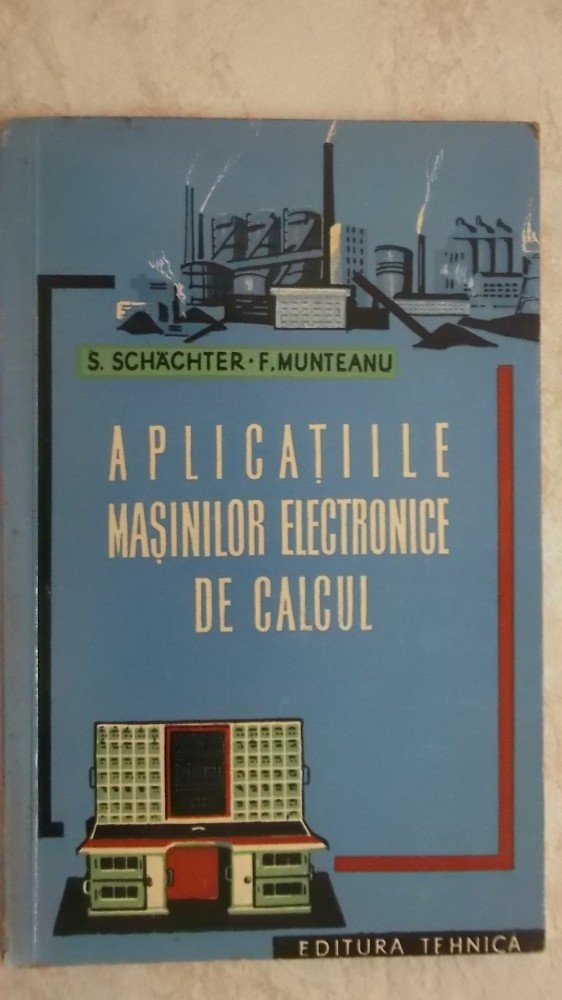 S. SCHÄCHTER · F. MUNTEANU
APLICAȚIILE
MAȘINILOR ELECTRONICE
DE CALCUL
EDITURA TEHNICA